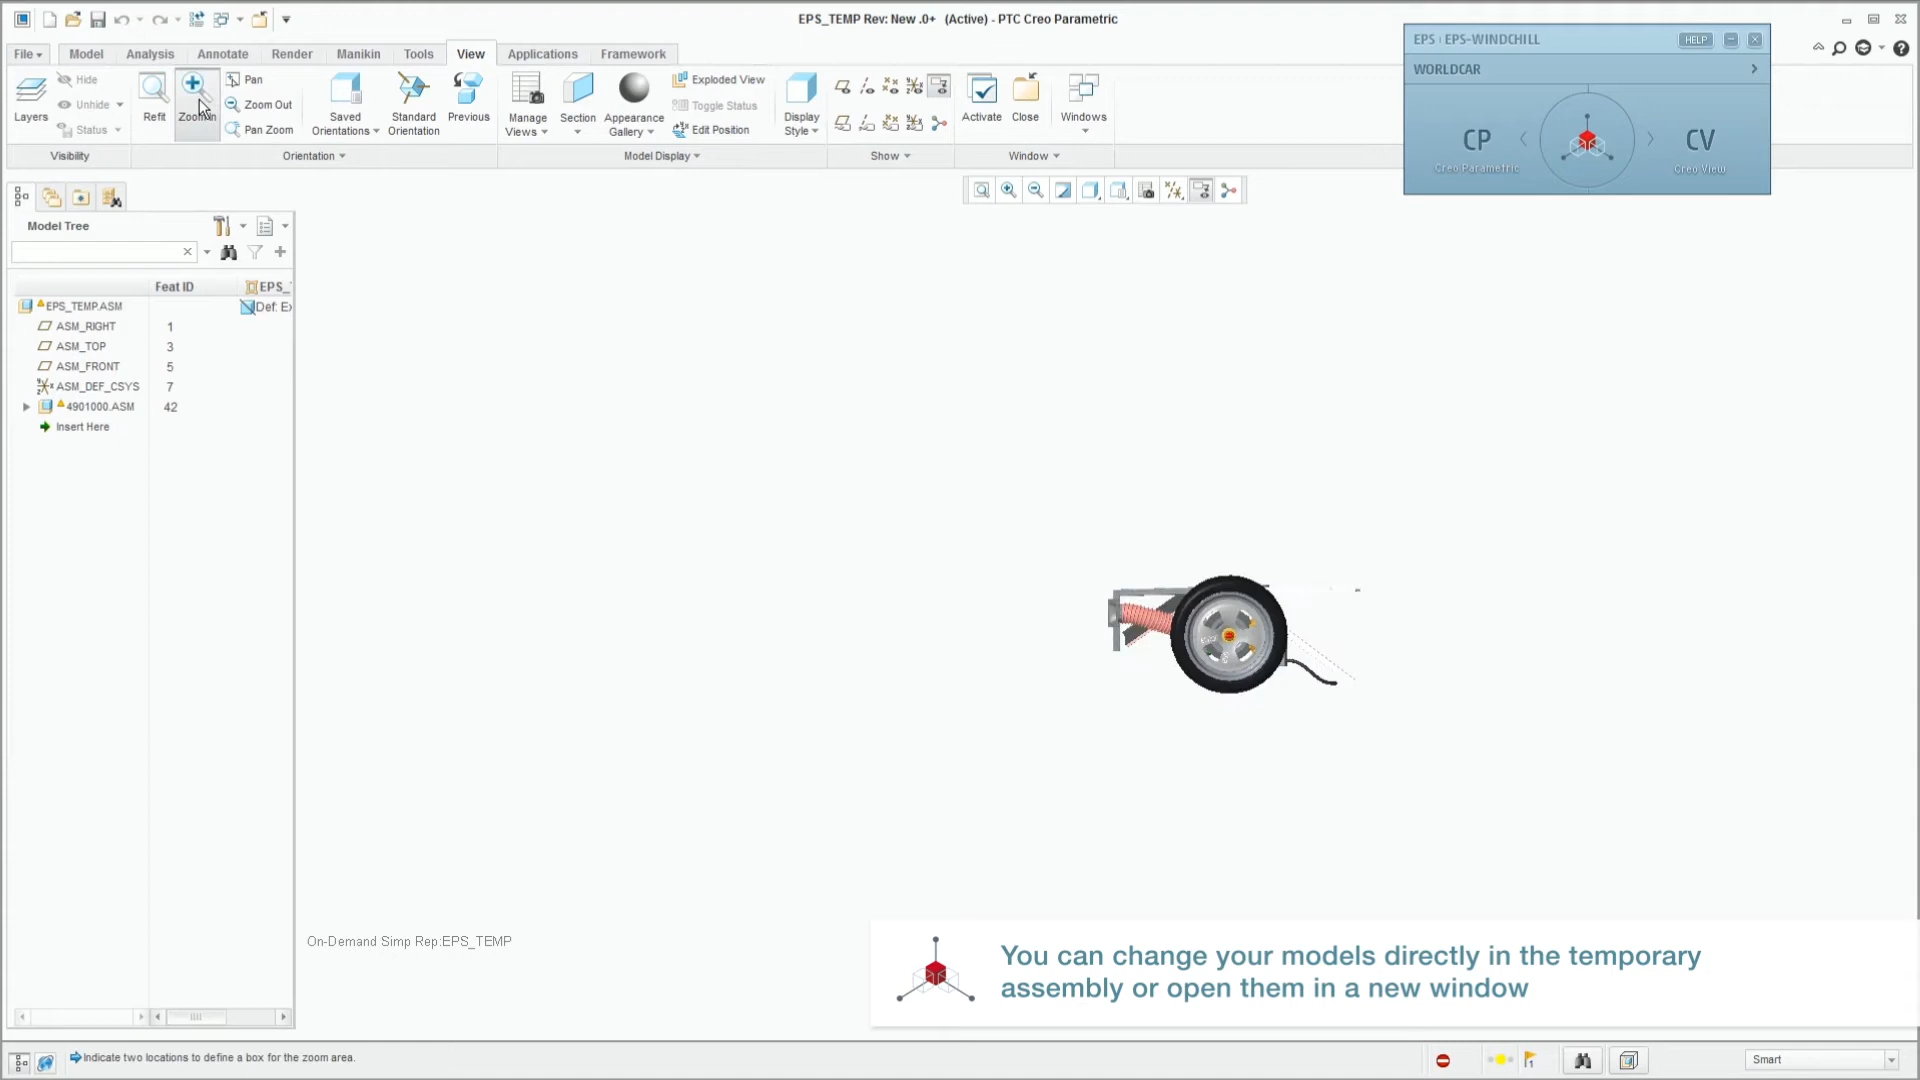 EPS_TEMP Rev: New .0+ (Active) - PTC Creo Parametric
File
Model
Analysis
Annotate
Render
Manikin
Tools
View
Applications
Framework
Layers
Hide
Unhide
Status
Visibility
Refit
Zoom In
Pan
Zoom Out
Pan Zoom
Saved
Orientations
Standard
Orientation
Previous
Orientation
Manage
Views
Section
Appearance
Gallery
Exploded View
Toggle Status
Edit Position
Model Display
Display
Style
Show
Activate
Close
Windows
Window
EPS : EPS-WINDCHILL
HELP
WORLDCAR
CP
Creo Parametric
CV
Creo View
Model Tree
Feat ID
EPS_
EPS_TEMP.ASM
Def: Ex
ASM_RIGHT 1
ASM_TOP 3
ASM_FRONT 5
ASM_DEF_CSYS 7
4901000.ASM 42
Insert Here
On-Demand Simp Rep:EPS_TEMP
You can change your models directly in the temporary
assembly or open them in a new window
Indicate two locations to define a box for the zoom area.
Smart